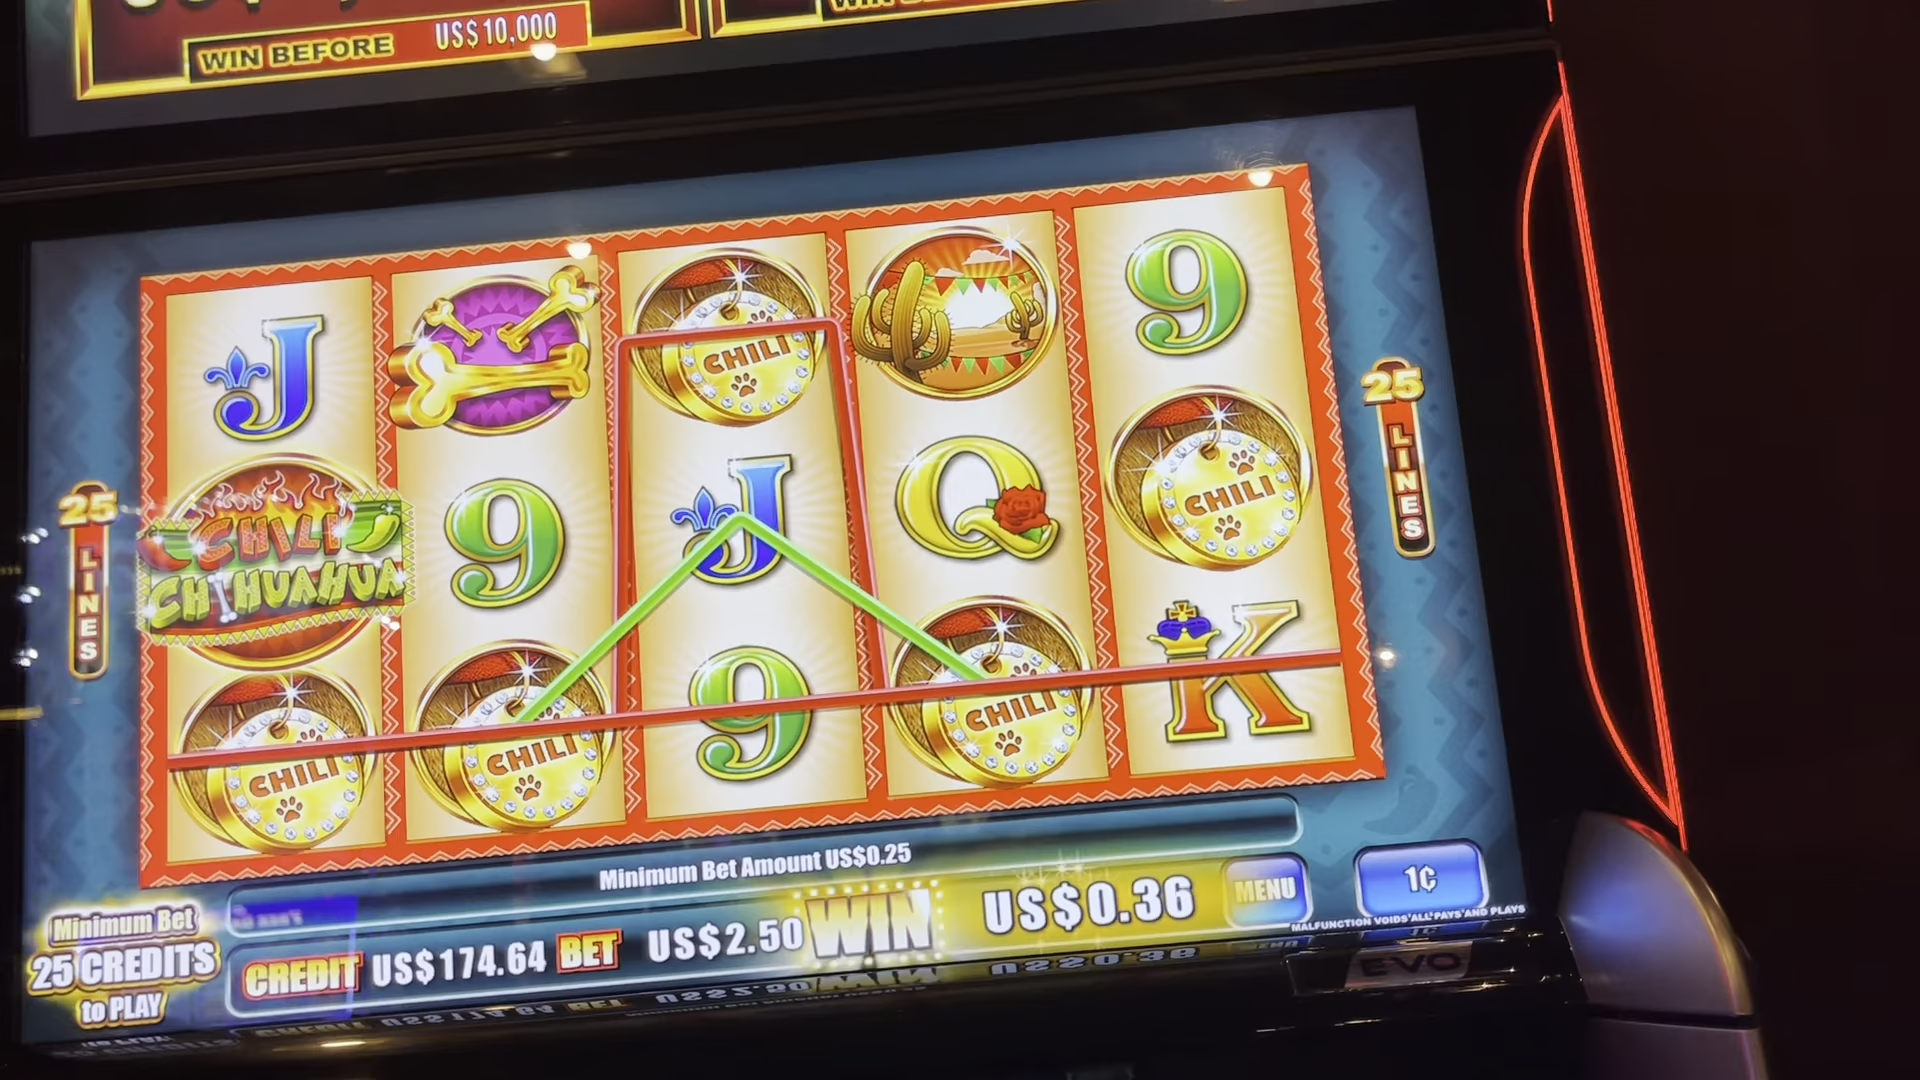 WIN BEFORE US$10,000
J
CHILI
9
25 LINES
CHILI CHIHUAHUA
9
J
Q
CHILI
25 LINES
CHILI
CHILI
9
CHILI
K
Minimum Bet Amount US$0.25
Minimum Bet
25 CREDITS
to PLAY
CREDIT US$174.64 BET US$2.50 WIN US$0.36 MENU 1¢
MALFUNCTION VOIDS ALL PAYS AND PLAYS
EVO